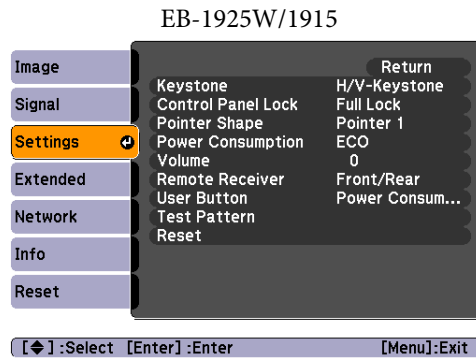 EB-1925W/1915
Image
Signal
Settings
Extended
Network
Info
Reset
Return
Keystone H/V-Keystone
Control Panel Lock Full Lock
Pointer Shape Pointer 1
Power Consumption ECO
Volume 0
Remote Receiver Front/Rear
User Button Power Consum...
Test Pattern
Reset
[◆] :Select [Enter] :Enter [Menu]:Exit